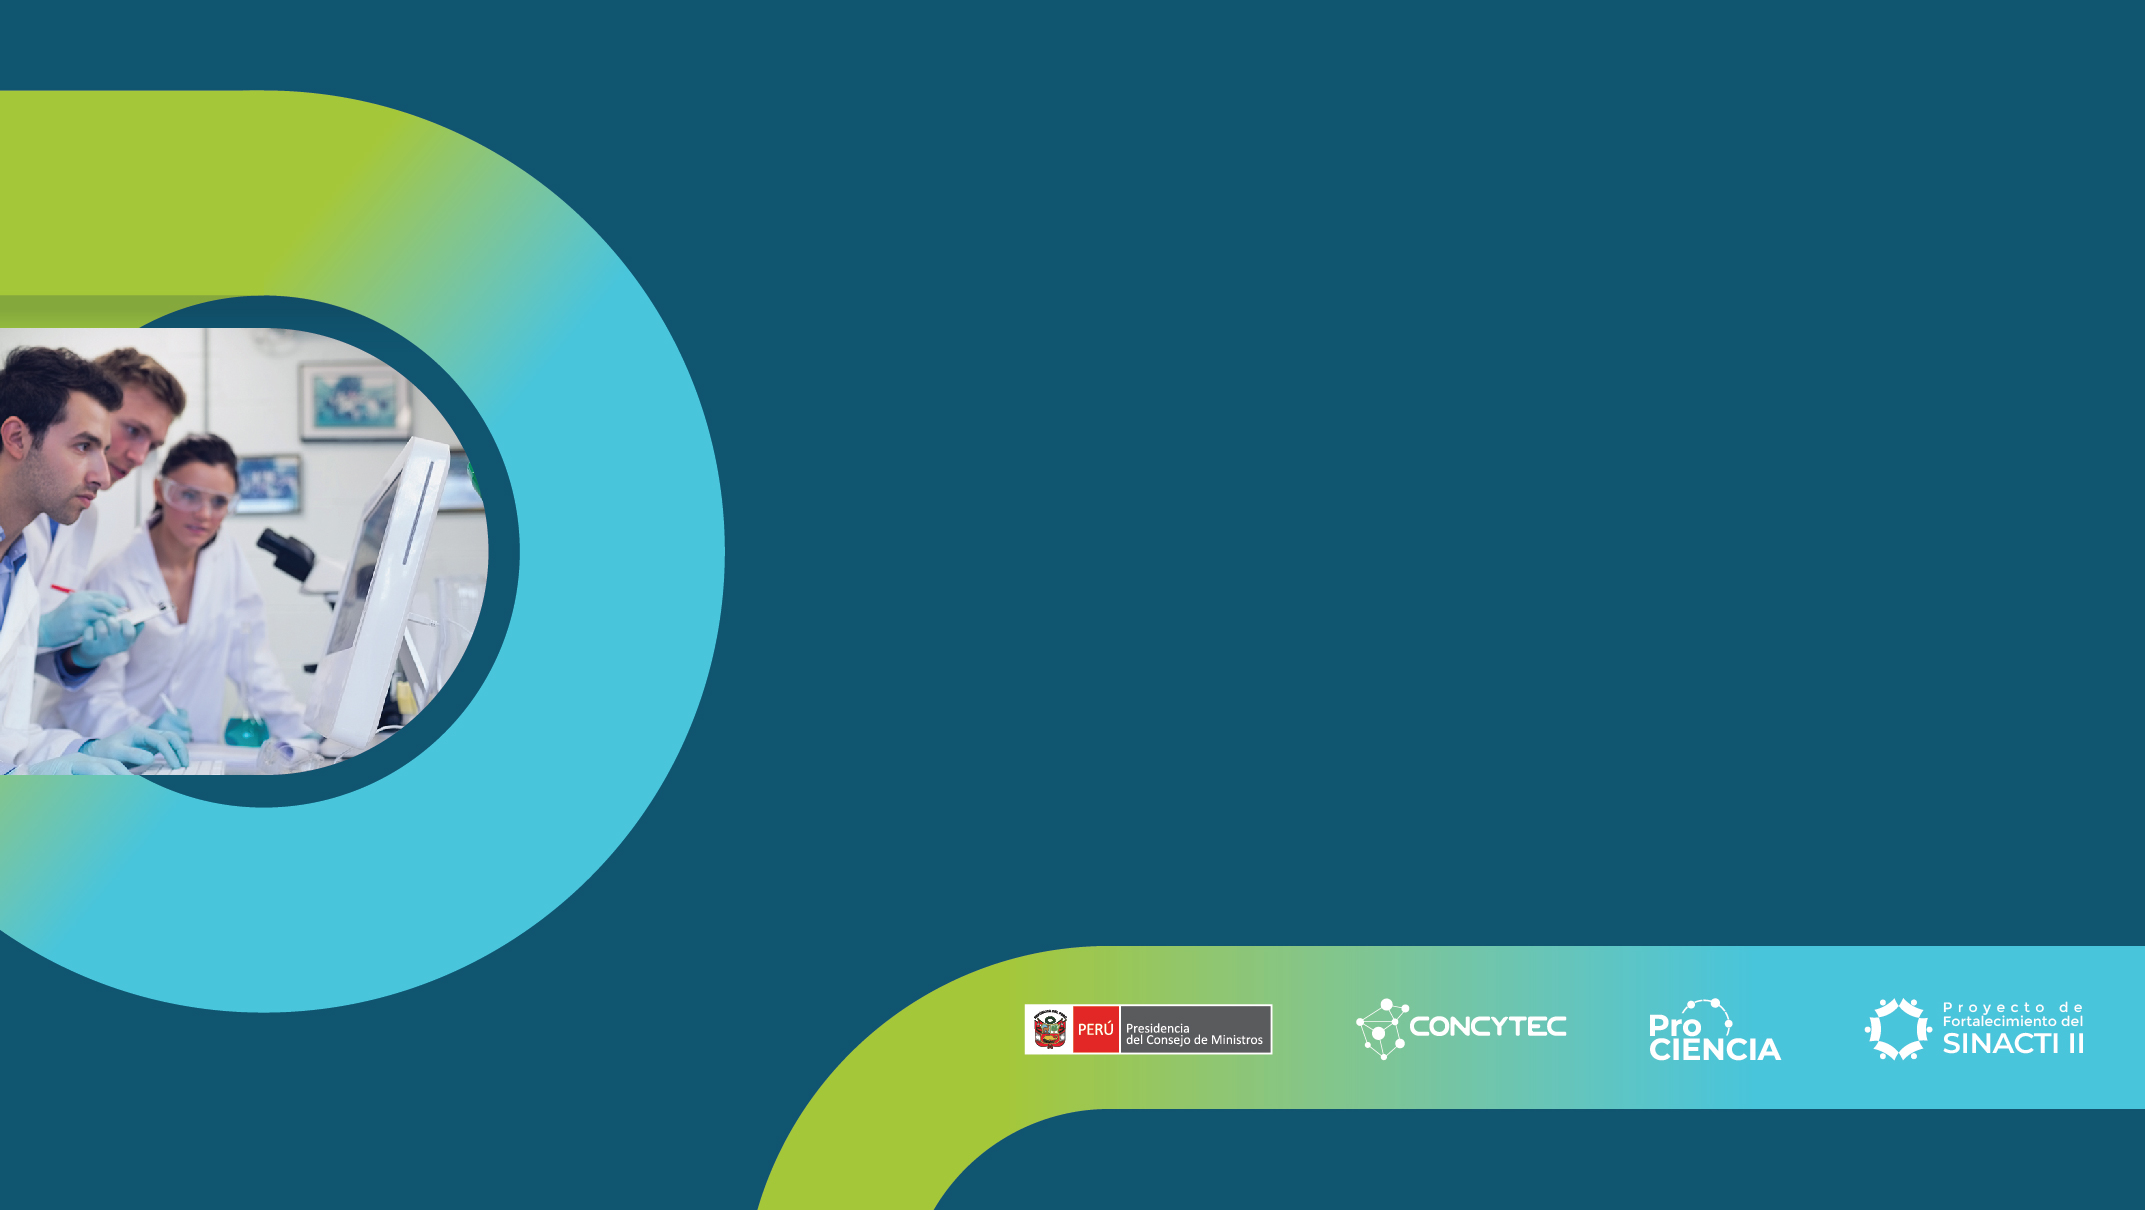 PERÚ
Presidencia
del Consejo de Ministros
CONCYTEC
Pro
CIENCIA
Proyecto de
Fortalecimiento del
SINACTI II